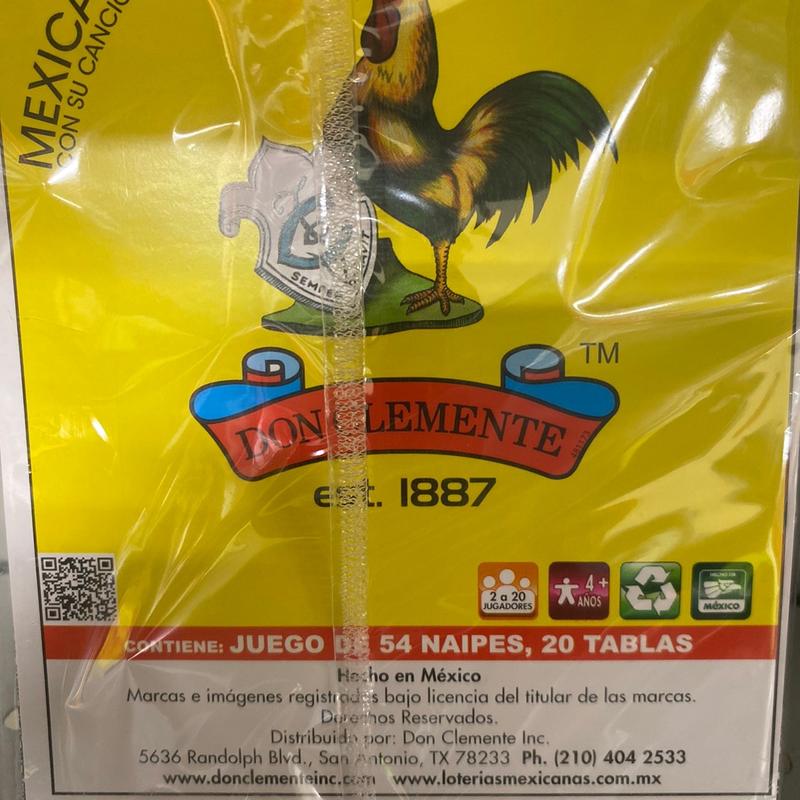 MEXICA
CON SU CANCIO
SEMPE
DON CLEMENTE
TM
est. 1887
2 a 20
JUGADORES
4+
AÑOS
HECHO EN
MÉXICO
CONTIENE: JUEGO DE 54 NAIPES, 20 TABLAS
Hecho en México
Marcas e imágenes registradas bajo licencia del titular de las marcas.
Derechos Reservados.
Distribuido por: Don Clemente Inc.
5636 Randolph Blvd., San Antonio, TX 78233 Ph. (210) 404 2533
www.donclementeinc.com www.loteriasmexicanas.com.mx